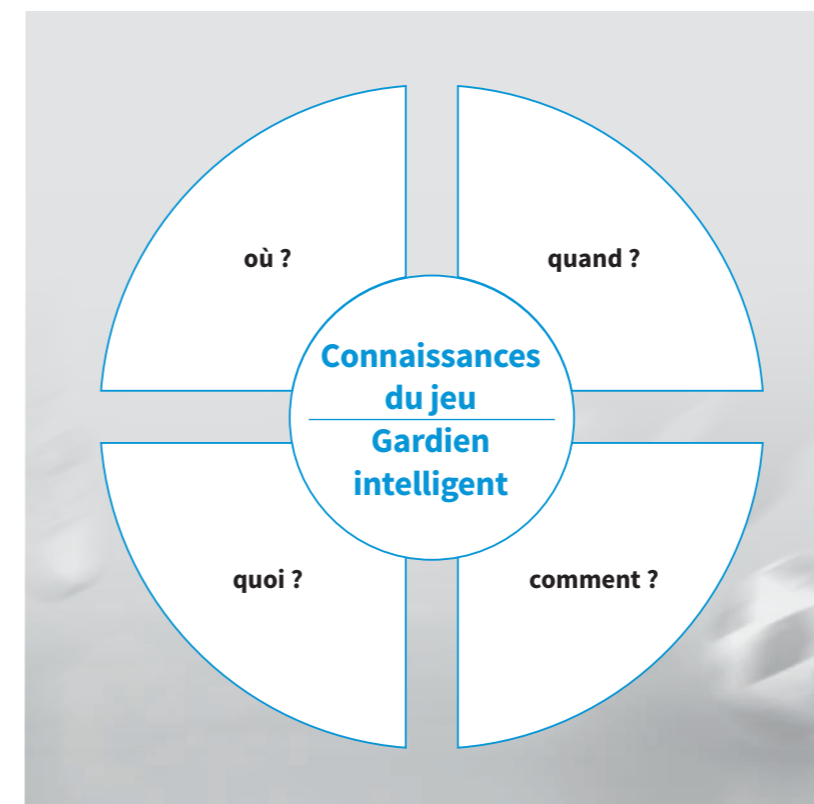 où ?
quand ?
Connaissances
du jeu
Gardien
intelligent
quoi ?
comment ?